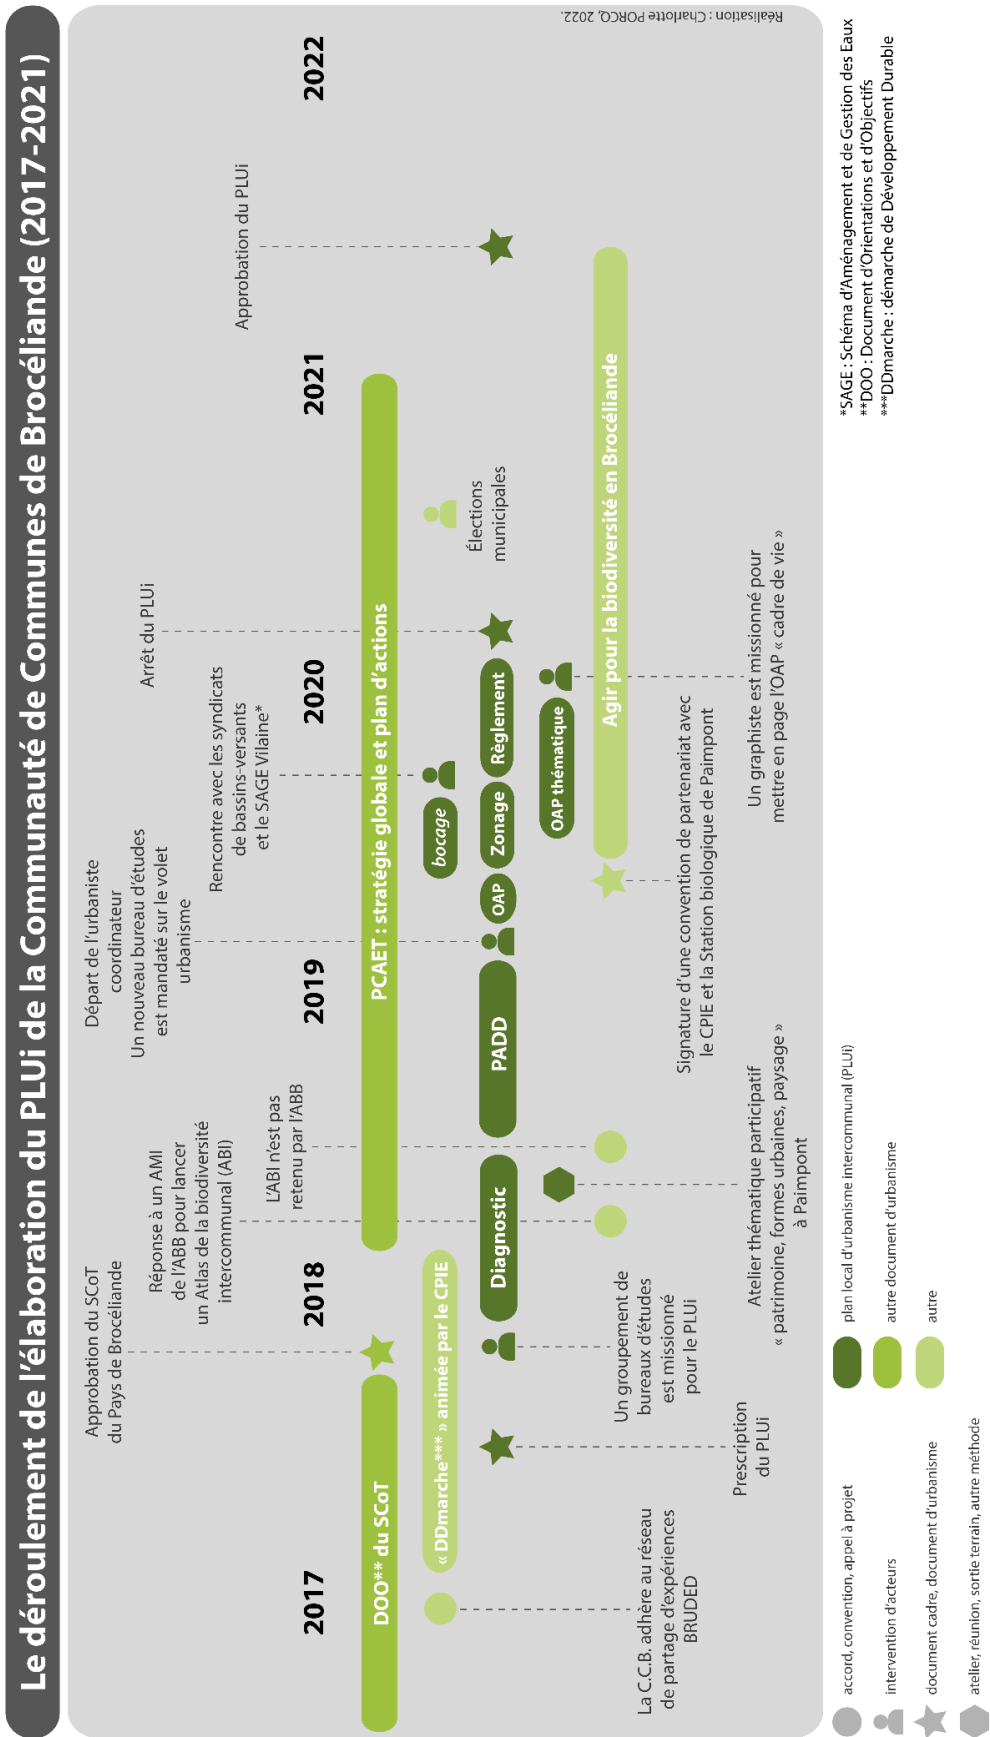 Le déroulement de l'élaboration du PLUi de la Communauté de Communes de Brocéliande (2017-2021)
2017
2018
2019
2020
2021
2022
Approbation du SCoT
du Pays de Brocéliande
Réponse à un AMI
de l'ABB pour lancer
un Atlas de la biodiversité
intercommunal (ABI)
L'ABI n'est pas
retenu par l'ABB
Départ de l'urbaniste
coordinateur
Un nouveau bureau d'études
est mandaté sur le volet
urbanisme
Rencontre avec les syndicats
de bassins-versants
et le SAGE Vilaine*
Arrêt du PLUi
Approbation du PLUi
DOO** du SCoT
PCAET : stratégie globale et plan d'actions
« DDmarche*** » animée par le CPIE
bocage
Élections
municipales
Diagnostic
PADD
OAP
Zonage
Règlement
OAP thématique
Agir pour la biodiversité en Brocéliande
La C.C.B. adhère au réseau
de partage d'expériences
BRUDED
Prescription
du PLUi
Un groupement de
bureaux d'études
est missionné
pour le PLUi
Atelier thématique participatif
« patrimoine, formes urbaines, paysage »
à Paimpont
Signature d'une convention de partenariat avec
le CPIE et la Station biologique de Paimpont
Un graphiste est missionné pour
mettre en page l'OAP « cadre de vie »
Réalisation : Charlotte PORCQ, 2022.
accord, convention, appel à projet
intervention d'acteurs
document cadre, document d'urbanisme
atelier, réunion, sortie terrain, autre méthode
plan local d'urbanisme intercommunal (PLUi)
autre document d'urbanisme
autre
*SAGE : Schéma d'Aménagement et de Gestion des Eaux
**DOO : Document d'Orientations et d'Objectifs
***DDmarche : démarche de Développement Durable